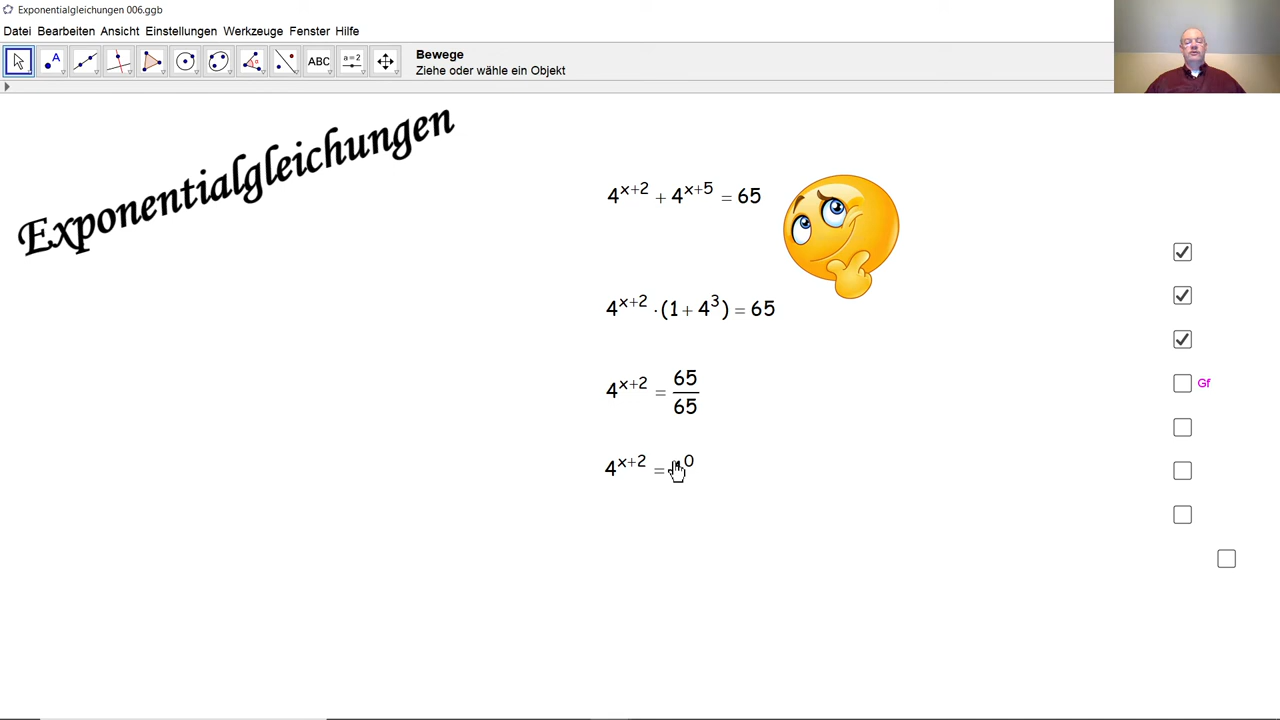 Exponentialgleichungen 006.ggb
Datei Bearbeiten Ansicht Einstellungen Werkzeuge Fenster Hilfe
A ABC a=2
Bewege
Ziehe oder wähle ein Objekt
Exponentialgleichungen
4^{x+2} + 4^{x+5} = 65
4^{x+2} · (1 + 4^3) = 65
4^{x+2} = 65/65
Gf
4^{x+2} = ^0